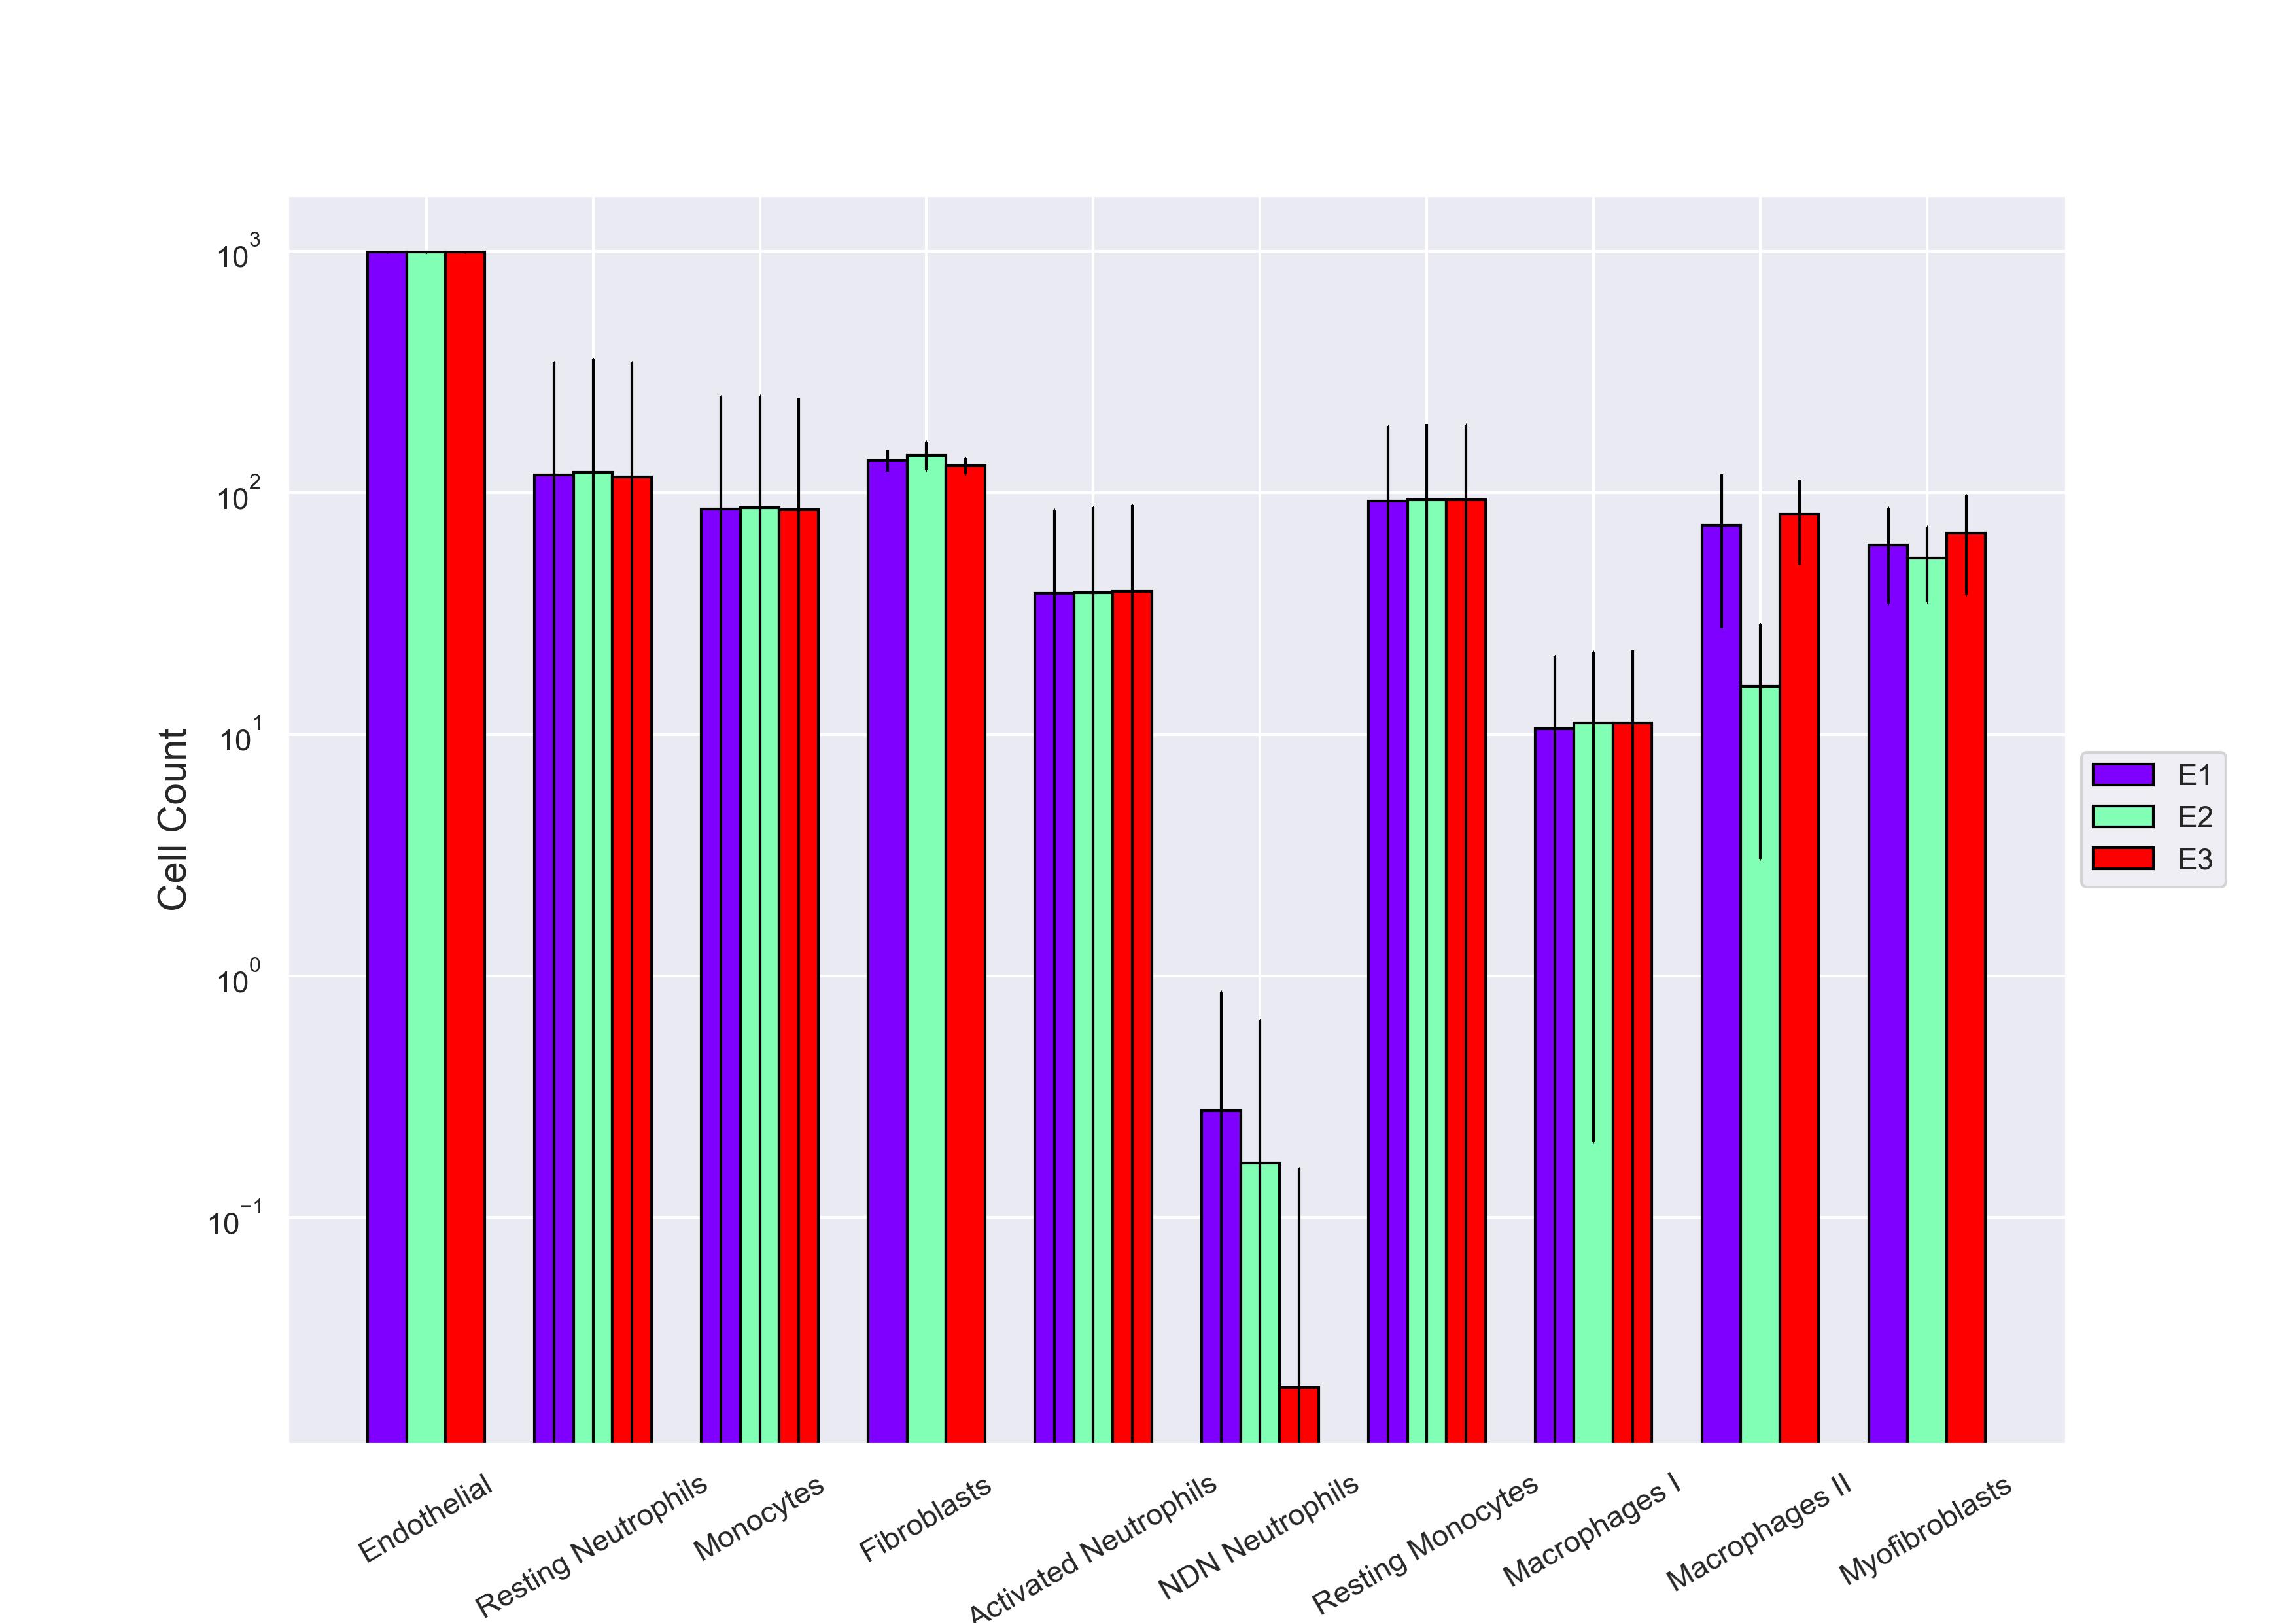 10³
10²
10¹
10⁰
10⁻¹
Cell Count
Endothelial
Resting Neutrophils
Monocytes
Fibroblasts
Activated Neutrophils
NDN Neutrophils
Resting Monocytes
Macrophages I
Macrophages II
Myofibroblasts
E1
E2
E3